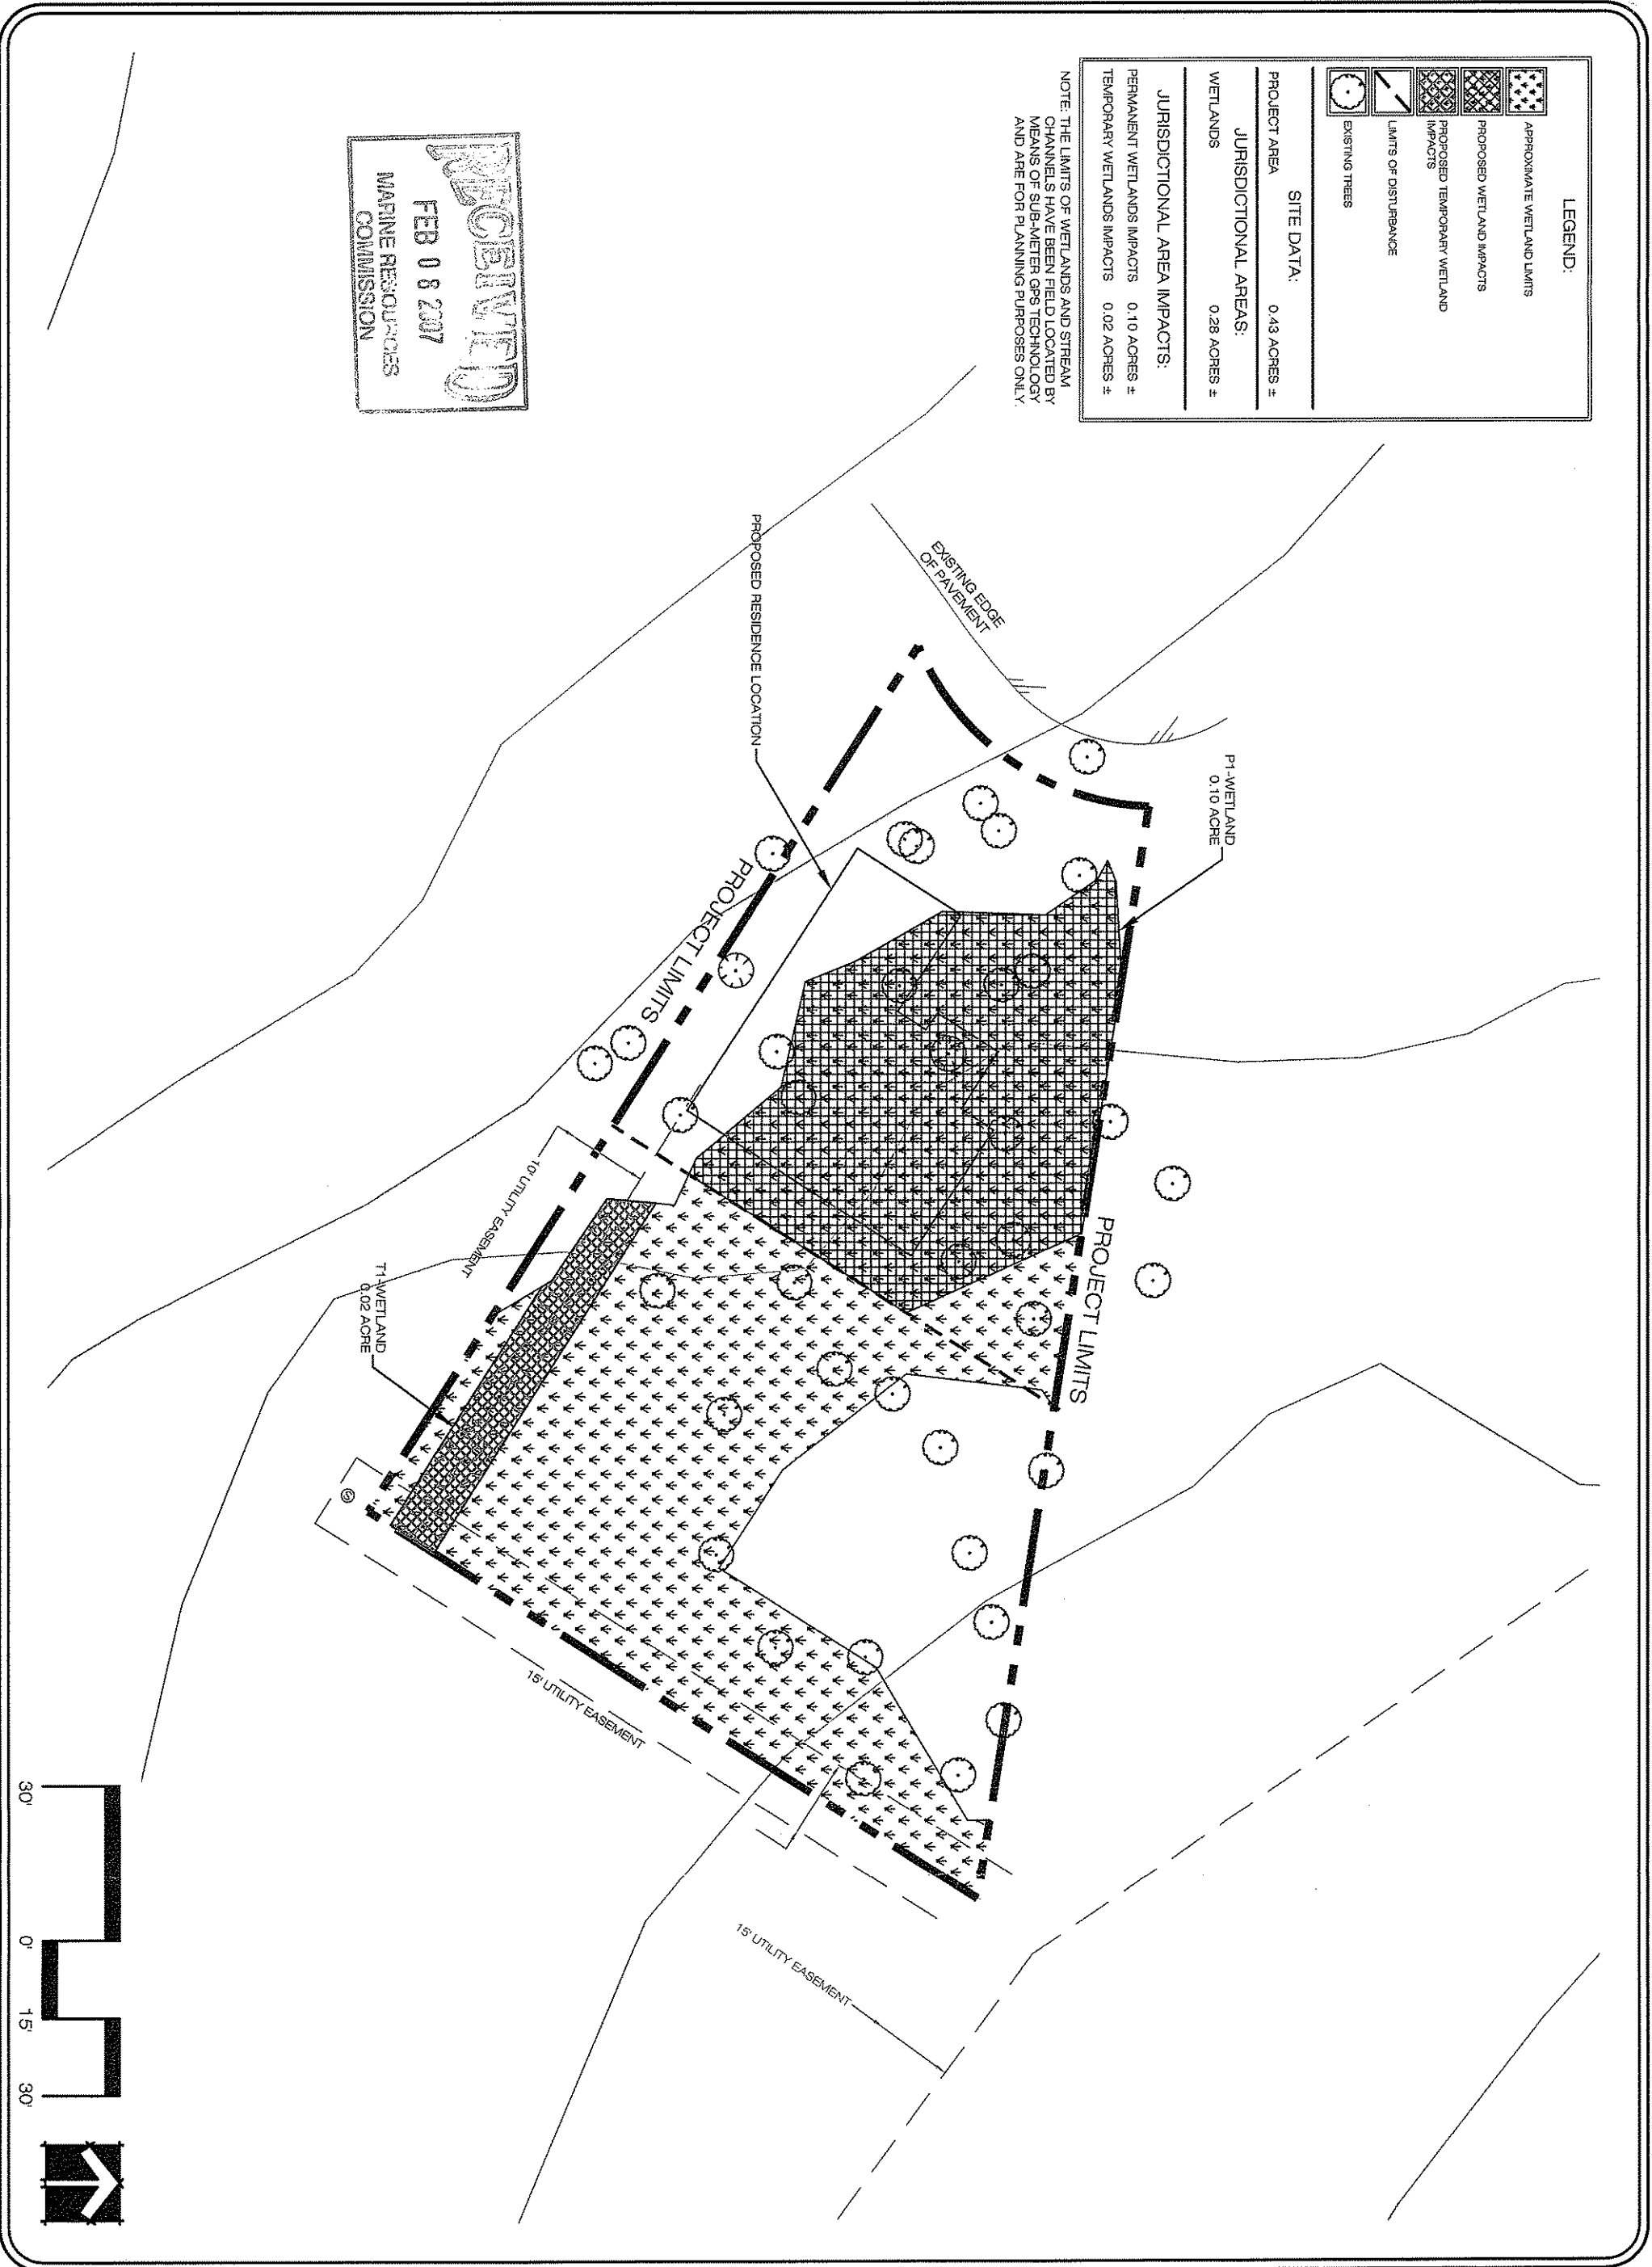 LEGEND:
APPROXIMATE WETLAND LIMITS
PROPOSED WETLAND IMPACTS
PROPOSED TEMPORARY WETLAND
IMPACTS
LIMITS OF DISTURBANCE
EXISTING TREES
SITE DATA:
PROJECT AREA 0.43 ACRES ±
JURISDICTIONAL AREAS:
WETLANDS 0.28 ACRES ±
JURISDICTIONAL AREA IMPACTS:
PERMANENT WETLANDS IMPACTS 0.10 ACRES ±
TEMPORARY WETLANDS IMPACTS 0.02 ACRES ±
NOTE: THE LIMITS OF WETLANDS AND STREAM
CHANNELS HAVE BEEN FIELD LOCATED BY
MEANS OF SUB-METER GPS TECHNOLOGY
AND ARE FOR PLANNING PURPOSES ONLY.
RECEIVED
FEB 08 2007
MARINE RESOURCES
COMMISSION
EXISTING EDGE
OF PAVEMENT
PROPOSED RESIDENCE LOCATION
P1-WETLAND
0.10 ACRE
PROJECT LIMITS
PROJECT LIMITS
10' UTILITY EASEMENT
T1-WETLAND
0.02 ACRE
S
15' UTILITY EASEMENT
15' UTILITY EASEMENT
30' 0' 15' 30'